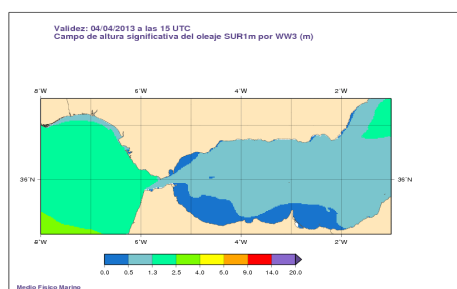 Validez: 04/04/2013 a las 15 UTC
Campo de altura significativa del oleaje SUR1m por WW3 (m)
8°W 6°W 4°W 2°W
36°N 36°N
8°W 6°W 4°W 2°W
0.0 0.5 1.3 2.5 4.0 6.0 9.0 14.0 20.0
Medio Físico Marino